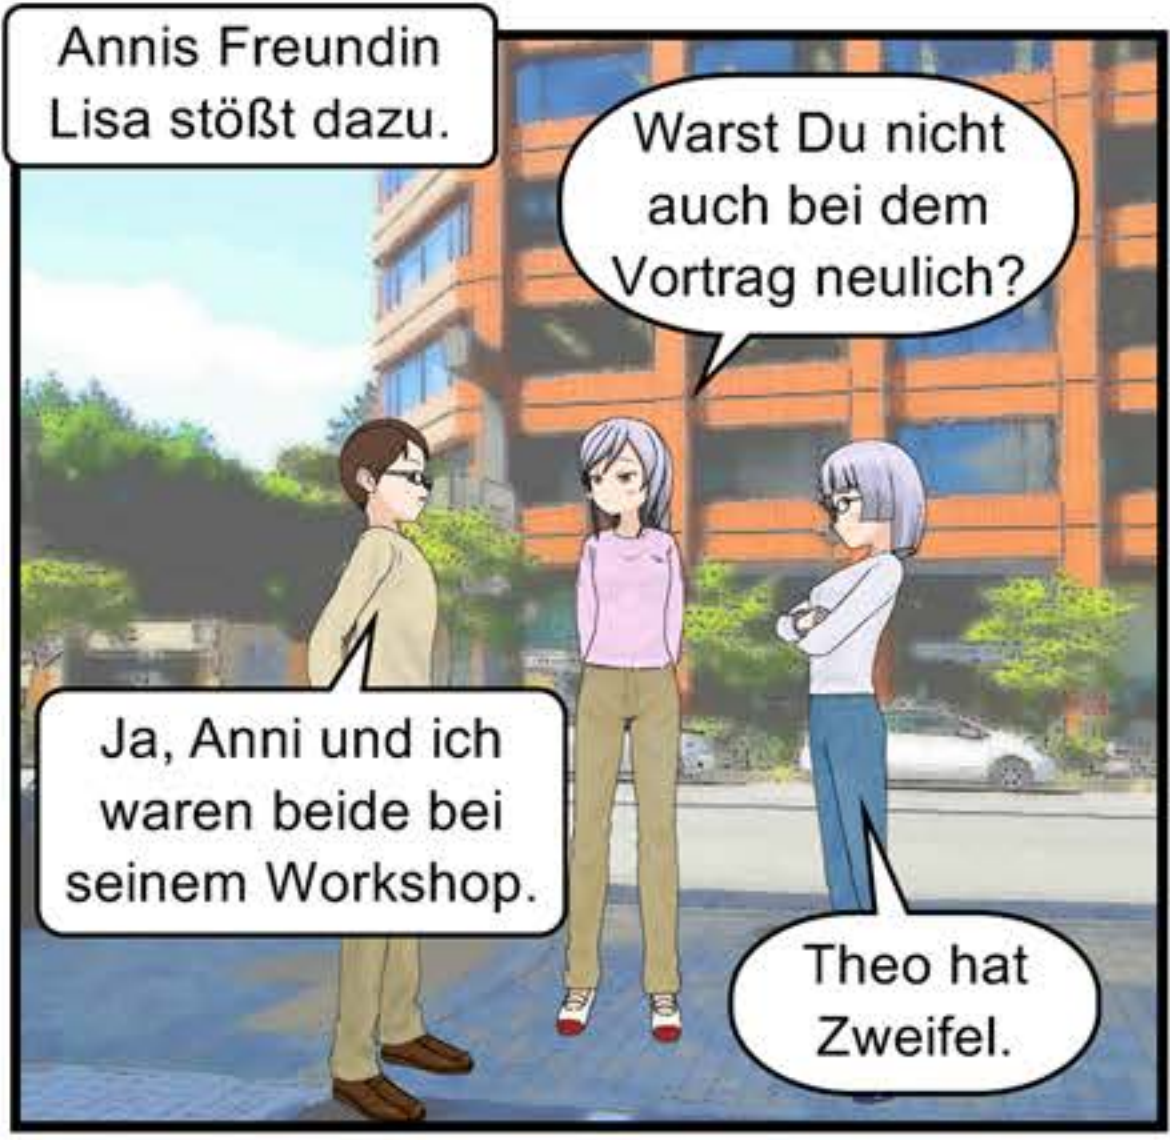 Annis Freundin
Lisa stößt dazu.
Warst Du nicht
auch bei dem
Vortrag neulich?
Ja, Anni und ich
waren beide bei
seinem Workshop.
Theo hat
Zweifel.